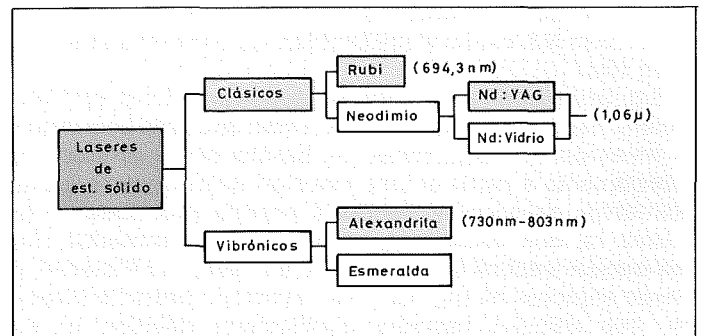 Laseres
de
est. sólido
Clásicos
Rubi
(694,3 nm)
Neodimio
Nd: YAG
Nd: Vidrio
(1,06 µ)
Vibrónicos
Alexandrita
(730nm-803nm)
Esmeralda